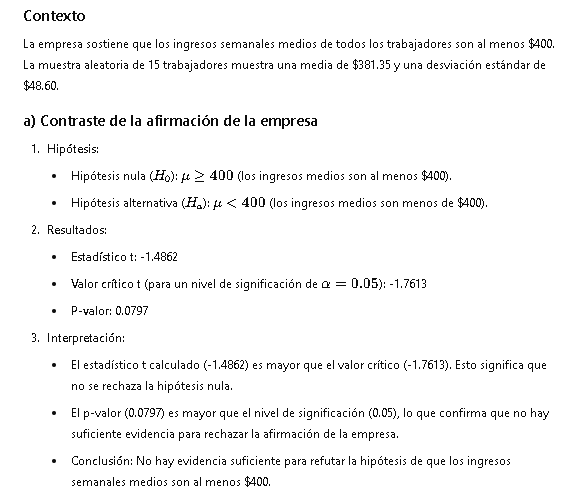 Contexto
La empresa sostiene que los ingresos semanales medios de todos los trabajadores son al menos $400.
La muestra aleatoria de 15 trabajadores muestra una media de $381.35 y una desviación estándar de
$48.60.
a) Contraste de la afirmación de la empresa
1. Hipótesis:
• Hipótesis nula (H₀): μ ≥ 400 (los ingresos medios son al menos $400).
• Hipótesis alternativa (Hₐ): μ < 400 (los ingresos medios son menos de $400).
2. Resultados:
• Estadístico t: -1.4862
• Valor crítico t (para un nivel de significación de α = 0.05): -1.7613
• P-valor: 0.0797
3. Interpretación:
• El estadístico t calculado (-1.4862) es mayor que el valor crítico (-1.7613). Esto significa que
no se rechaza la hipótesis nula.
• El p-valor (0.0797) es mayor que el nivel de significación (0.05), lo que confirma que no hay
suficiente evidencia para rechazar la afirmación de la empresa.
• Conclusión: No hay evidencia suficiente para refutar la hipótesis de que los ingresos
semanales medios son al menos $400.